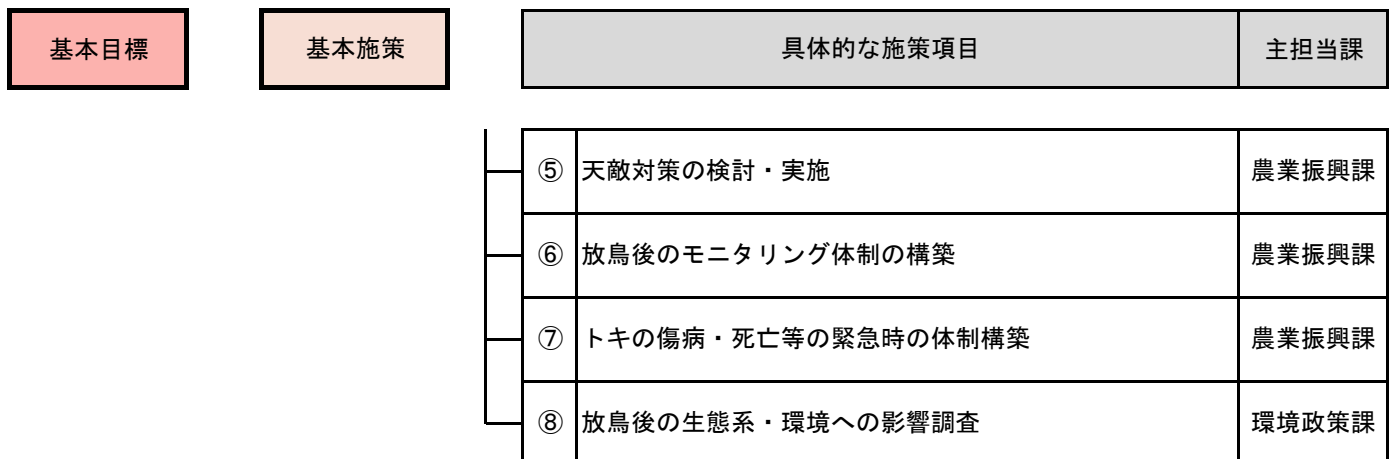 基本目標 基本施策 具体的な施策項目 主担当課
⑤ 天敵対策の検討・実施 農業振興課
⑥ 放鳥後のモニタリング体制の構築 農業振興課
⑦ トキの傷病・死亡等の緊急時の体制構築 農業振興課
⑧ 放鳥後の生態系・環境への影響調査 環境政策課